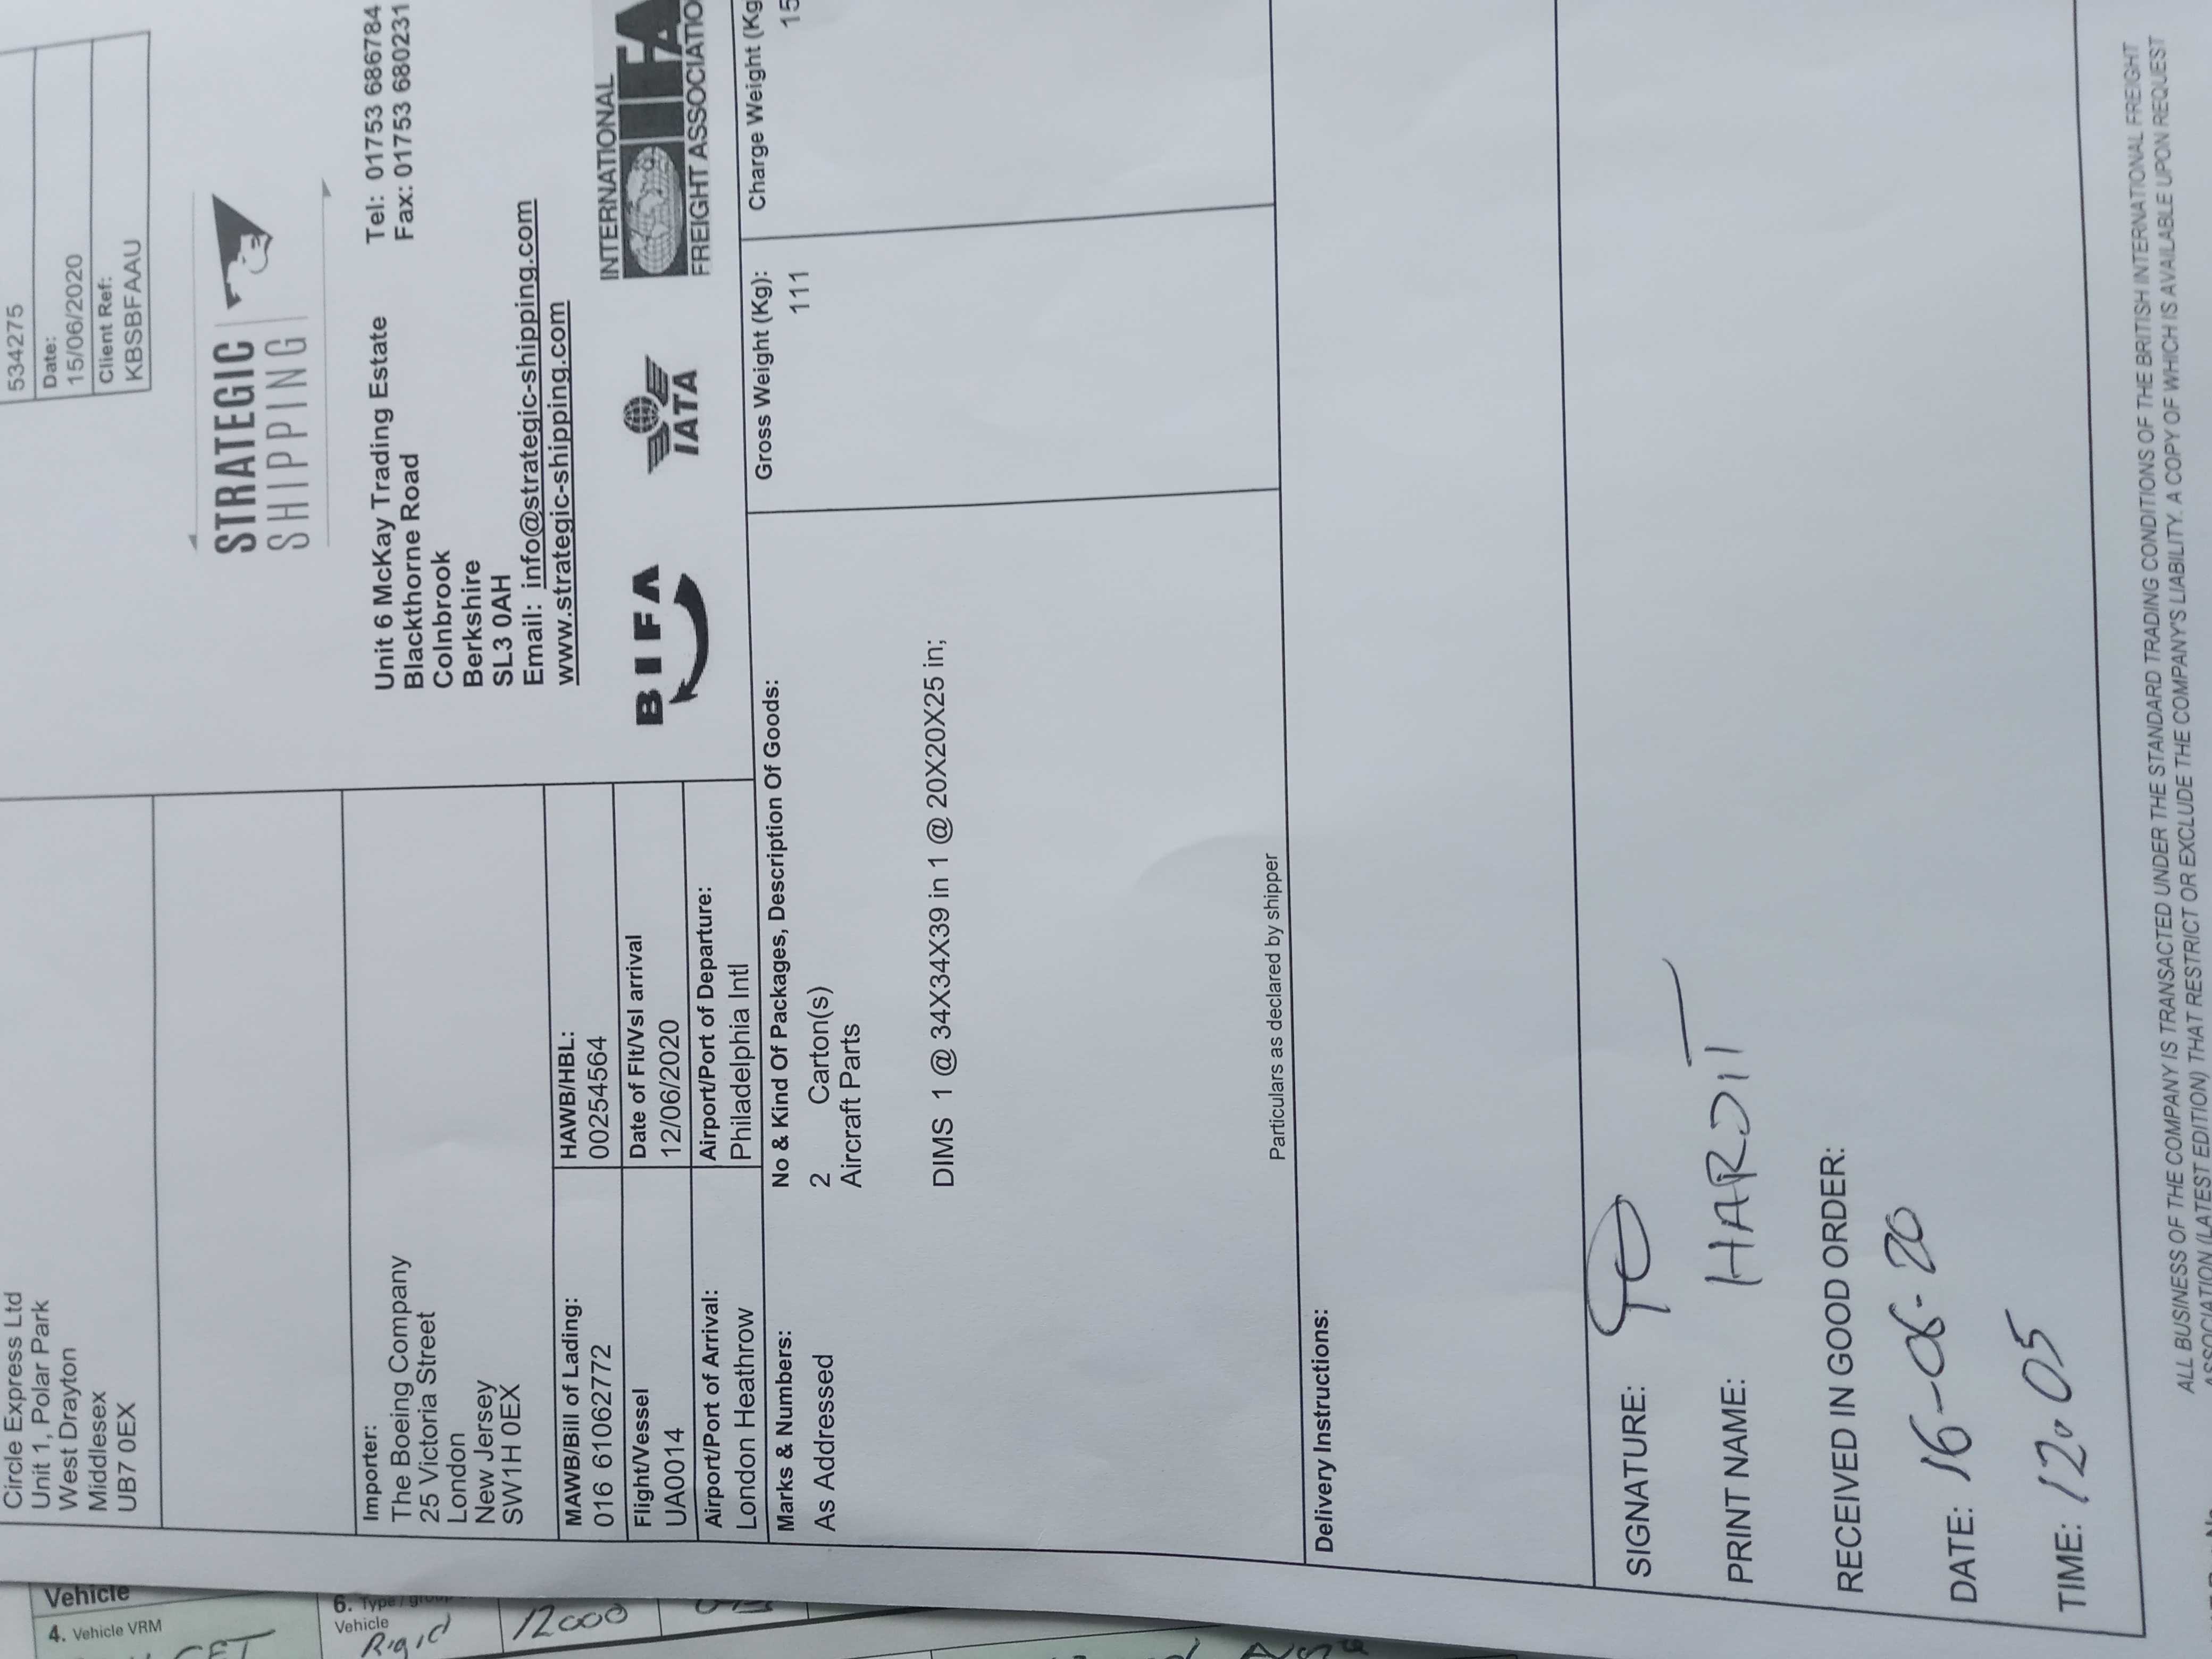 534275
Date:
15/06/2020
Client Ref:
KBSBFAAU
Circle Express Ltd
Unit 1, Polar Park
West Drayton
Middlesex
UB7 0EX
STRATEGIC
SHIPPING
Unit 6 McKay Trading Estate
Tel: 01753 686784
Blackthorne Road
Fax: 01753 680231
Colnbrook
Berkshire
SL3 0AH
Email: info@strategic-shipping.com
www.strategic-shipping.com
Importer:
The Boeing Company
25 Victoria Street
London
New Jersey
SW1H 0EX
BIFA
IATA
INTERNATIONAL
FREIGHT ASSOCIATIO
MAWB/Bill of Lading:
016 61062772
HAWB/HBL:
00254564
Flight/Vessel
UA0014
Date of Flt/Vsl arrival
12/06/2020
Airport/Port of Arrival:
London Heathrow
Airport/Port of Departure:
Philadelphia Intl
Marks & Numbers:
As Addressed
No & Kind Of Packages, Description Of Goods:
2 Carton(s)
Aircraft Parts
DIMS 1 @ 34X34X39 in 1 @ 20X20X25 in;
Gross Weight (Kg):
111
Charge Weight (Kg
15
Particulars as declared by shipper
Delivery Instructions:
SIGNATURE:
PRINT NAME: HARDIT
RECEIVED IN GOOD ORDER:
DATE: 16-06-20
TIME: 12.05
ALL BUSINESS OF THE COMPANY IS TRANSACTED UNDER THE STANDARD TRADING CONDITIONS OF THE BRITISH INTERNATIONAL FREIGHT
ASSOCIATON (LATEST EDITION) THAT RESTRICT OR EXCLUDE THE COMPANY'S LIABILITY. A COPY OF WHICH IS AVAILABLE UPON REQUEST
Vehicle
4. Vehicle VRM
6. Type / group
Vehicle
Rigid
12000